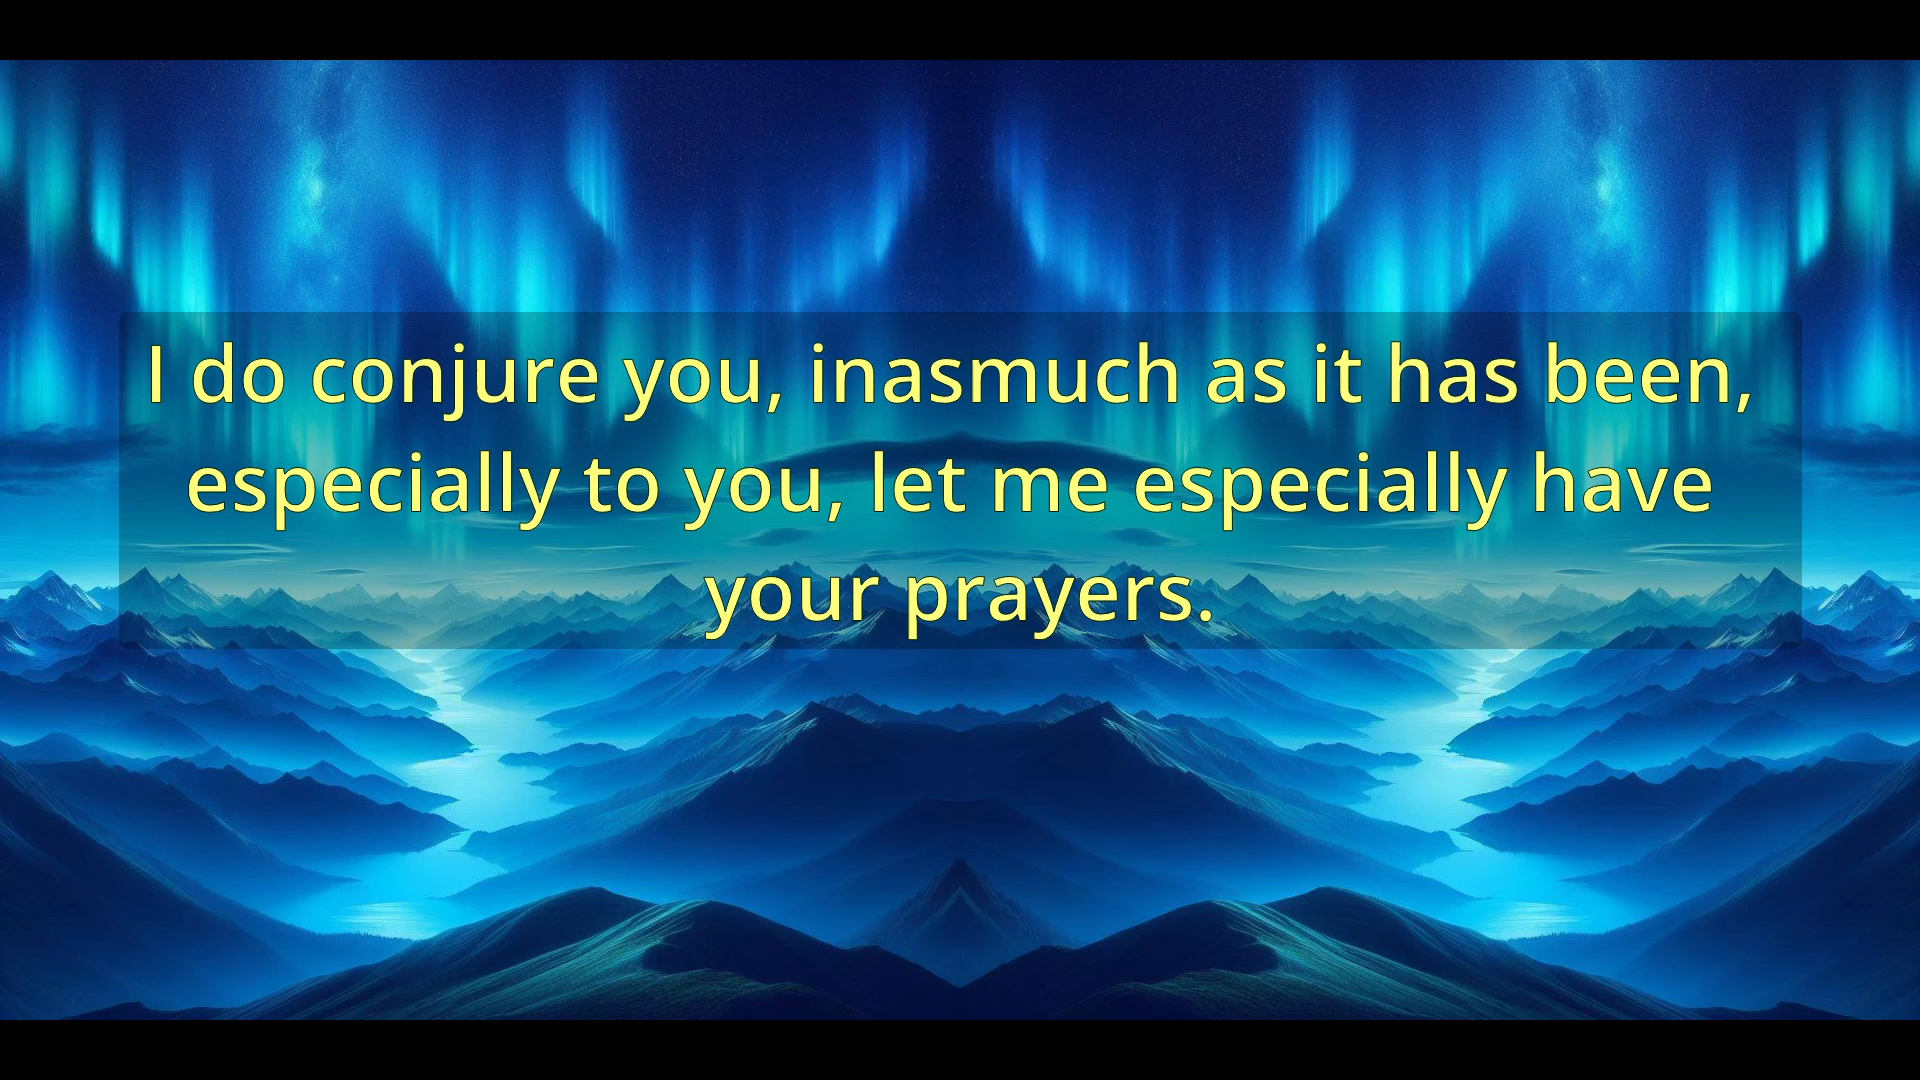 I do conjure you, inasmuch as it has been,
especially to you, let me especially have
your prayers.